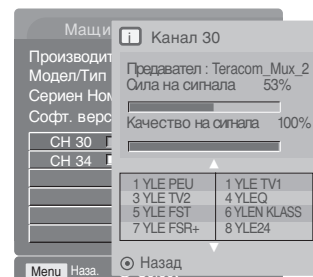 Мащи
Производит
Модел/Тип
Сериен Ном
Софт. верс
CH 30
CH 34
Menu Наза.
i Канал 30
Предавател : Teracom_Mux_2
Сила на сигнала 53%
Качество на сигнала 100%
1 YLE PEU 1 YLE TV1
3 YLE TV2 4 YLEQ
5 YLE FST 6 YLEN KLASS
7 YLE FSR+ 8 YLE24
Назад